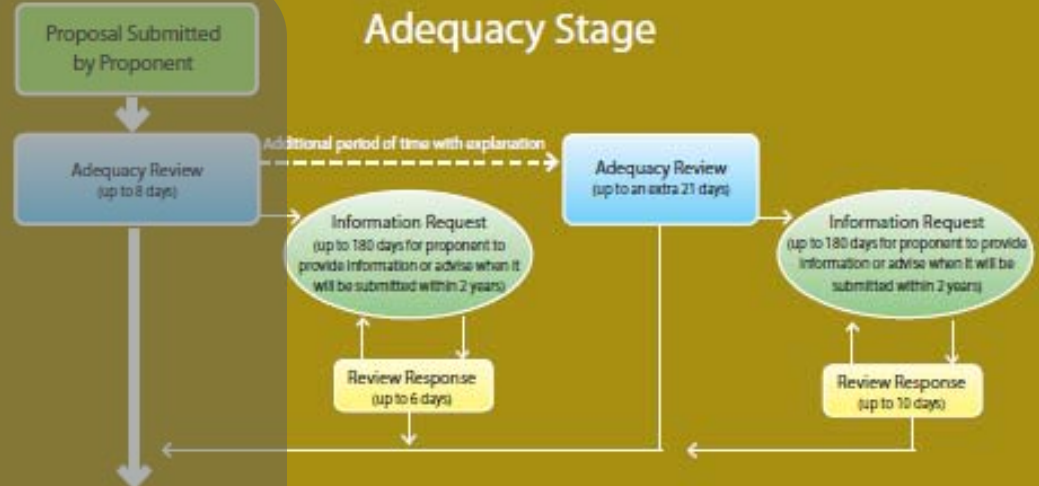 Adequacy Stage
Proposal Submitted
by Proponent
Additional period of time with explanation
Adequacy Review
(up to 8 days)
Adequacy Review
(up to an extra 21 days)
Information Request
(up to 180 days for proponent to
provide information or advise when it
will be submitted within 2 years)
Information Request
(up to 180 days for proponent to provide
information or advise when it will be
submitted within 2 years)
Review Response
(up to 6 days)
Review Response
(up to 10 days)